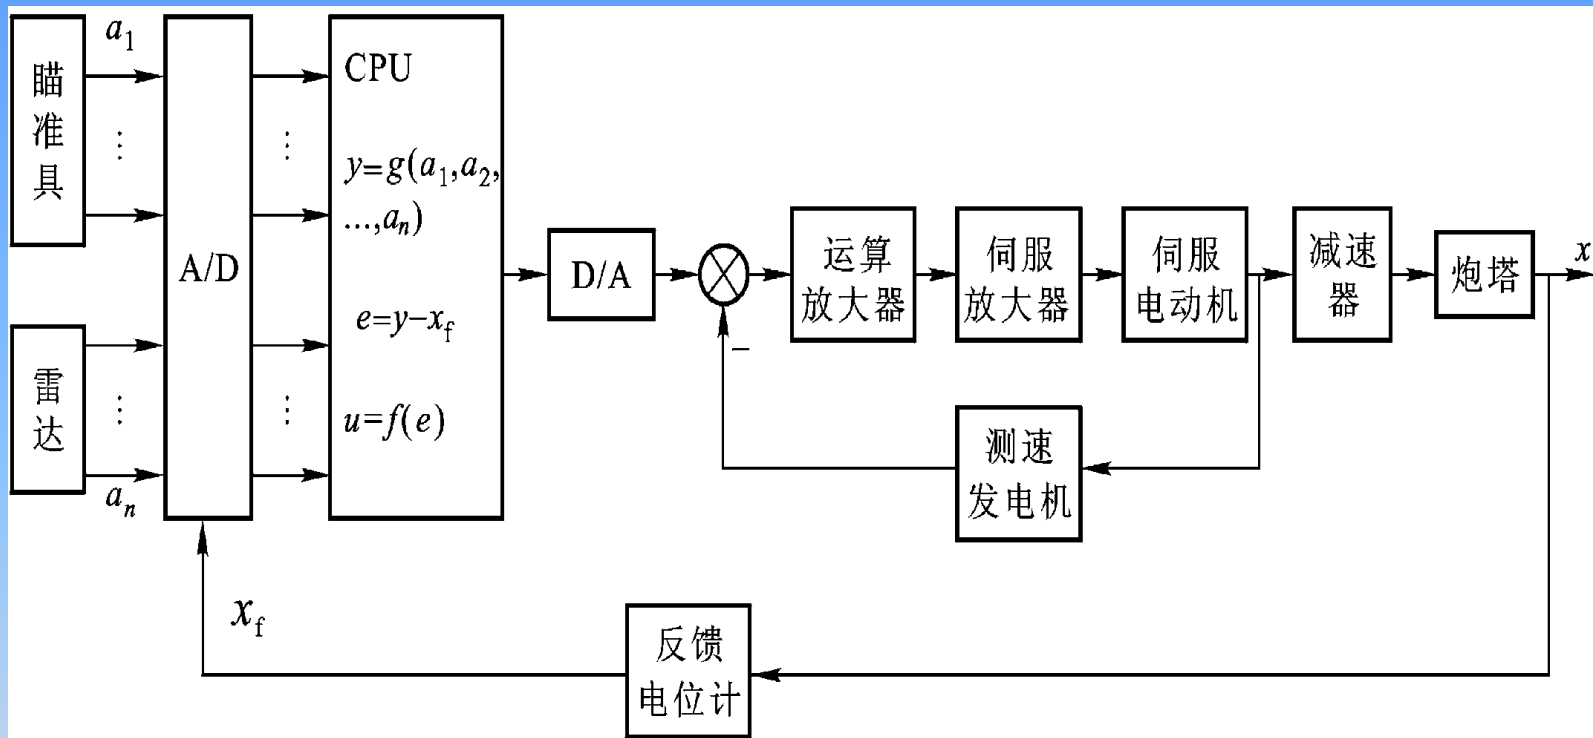 瞄准具
a₁
⋮
A/D
⋮
CPU
y=g(a₁,a₂,
...,aₙ)
e=y−x_f
u=f(e)
雷达
⋮
aₙ
⋮
D/A
−
运算
放大器
伺服
放大器
伺服
电动机
减速
器
炮塔
x
测速
发电机
x_f
反馈
电位计